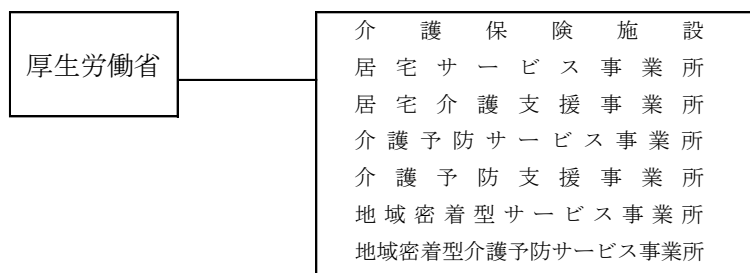 厚生労働省
介護保険施設
居宅サービス事業所
居宅介護支援事業所
介護予防サービス事業所
介護予防支援事業所
地域密着型サービス事業所
地域密着型介護予防サービス事業所